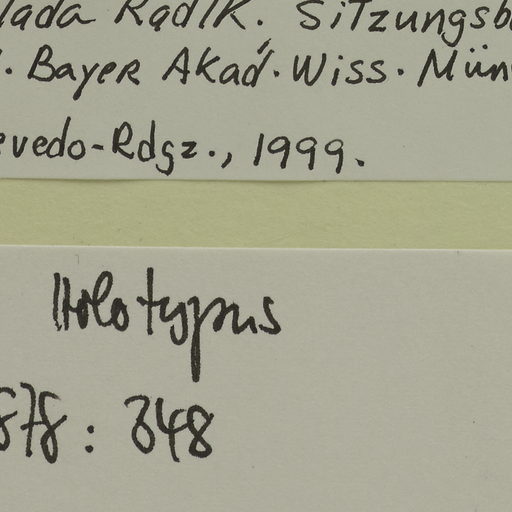 lada Radlk. Sitzungsb
. Bayer Akad. Wiss. Mün
evedo-Rdgz., 1999.
Holotypus
878: 348